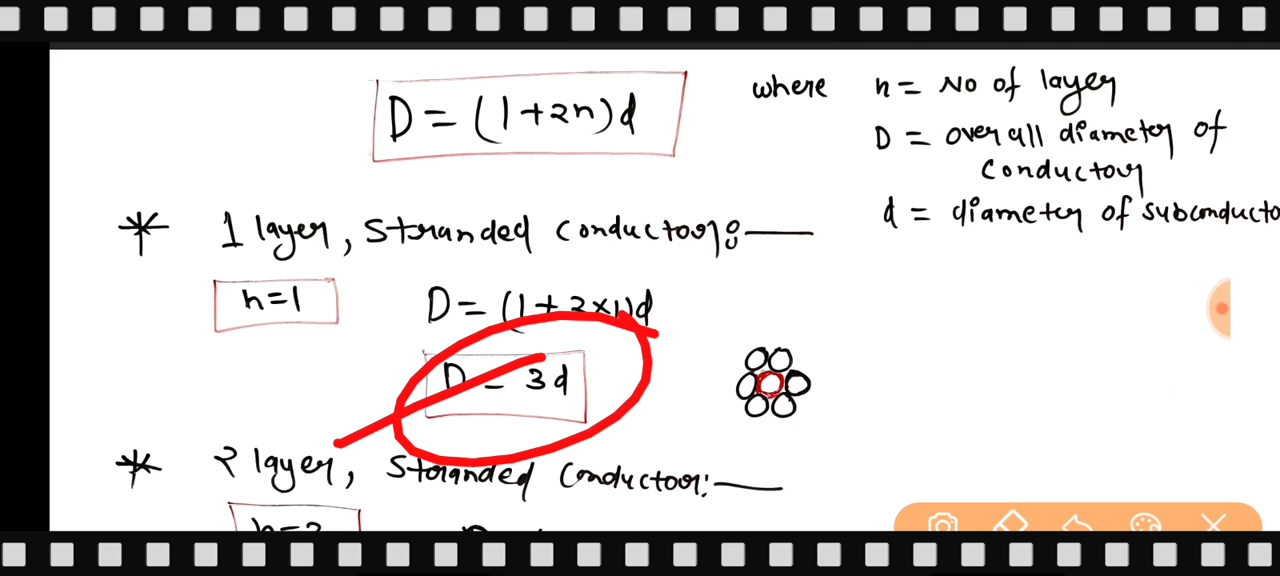 D = (1+2n)d
where n = No of layer
D = overall diameter of
conductor
d = diameter of subconducto
* 1 layer, Stranded conductor:—
n=1
D = (1+2×1)d
D = 3d
* 2 layer, Stranded conductor:—
n=2